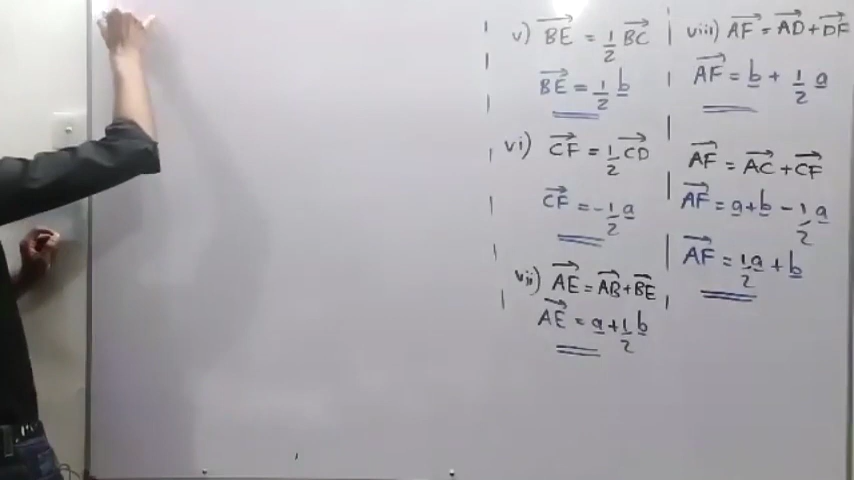 v) BE = 1/2 BC
BE = 1/2 b
vi) CF = 1/2 CD
CF = -1/2 a
vii) AE = AB + BE
AE = a + 1/2 b
viii) AF = AD + DF
AF = b + 1/2 a
AF = AC + CF
AF = a + b - 1/2 a
AF = 1/2 a + b